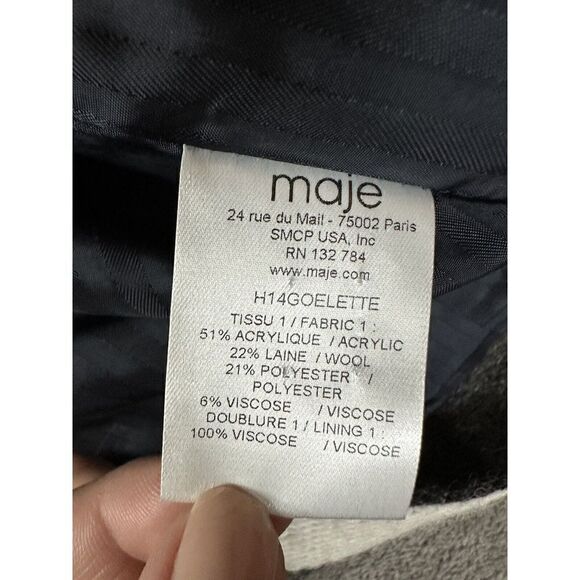 maje
24 rue du Mail - 75002 Paris
SMCP USA, Inc
RN 132 784
www.maje.com
H14GOELETTE
TISSU 1 / FABRIC 1 :
51% ACRYLIQUE / ACRYLIC
22% LAINE / WOOL
21% POLYESTER /
POLYESTER
6% VISCOSE / VISCOSE
DOUBLURE 1 / LINING 1 :
100% VISCOSE / VISCOSE